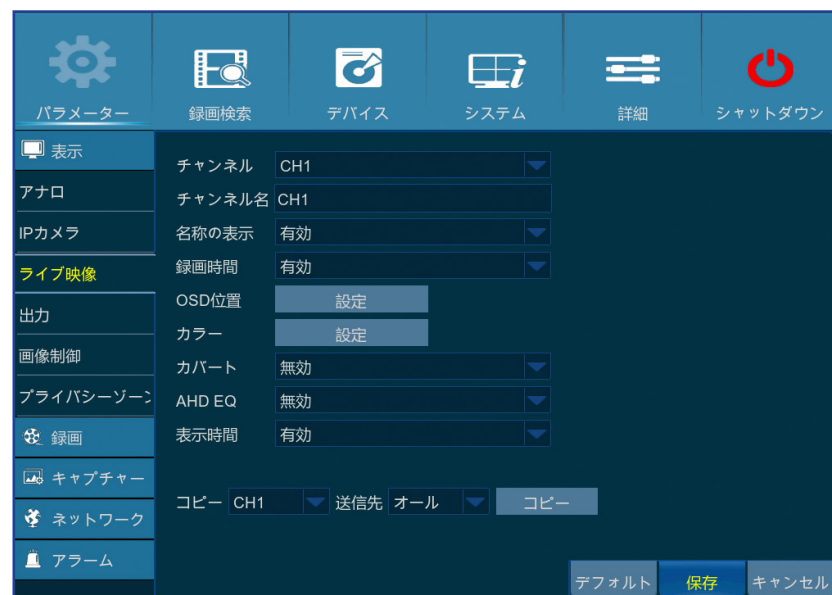 パラメーター 録画検索 デバイス システム 詳細 シャットダウン
表示
アナロ
IPカメラ
ライブ映像
出力
画像制御
プライバシーゾーン
録画
キャプチャー
ネットワーク
アラーム
チャンネル CH1
チャンネル名 CH1
名称の表示 有効
録画時間 有効
OSD位置 設定
カラー 設定
カバート 無効
AHD EQ 無効
表示時間 有効
コピー CH1 送信先 オール コピー
デフォルト 保存 キャンセル